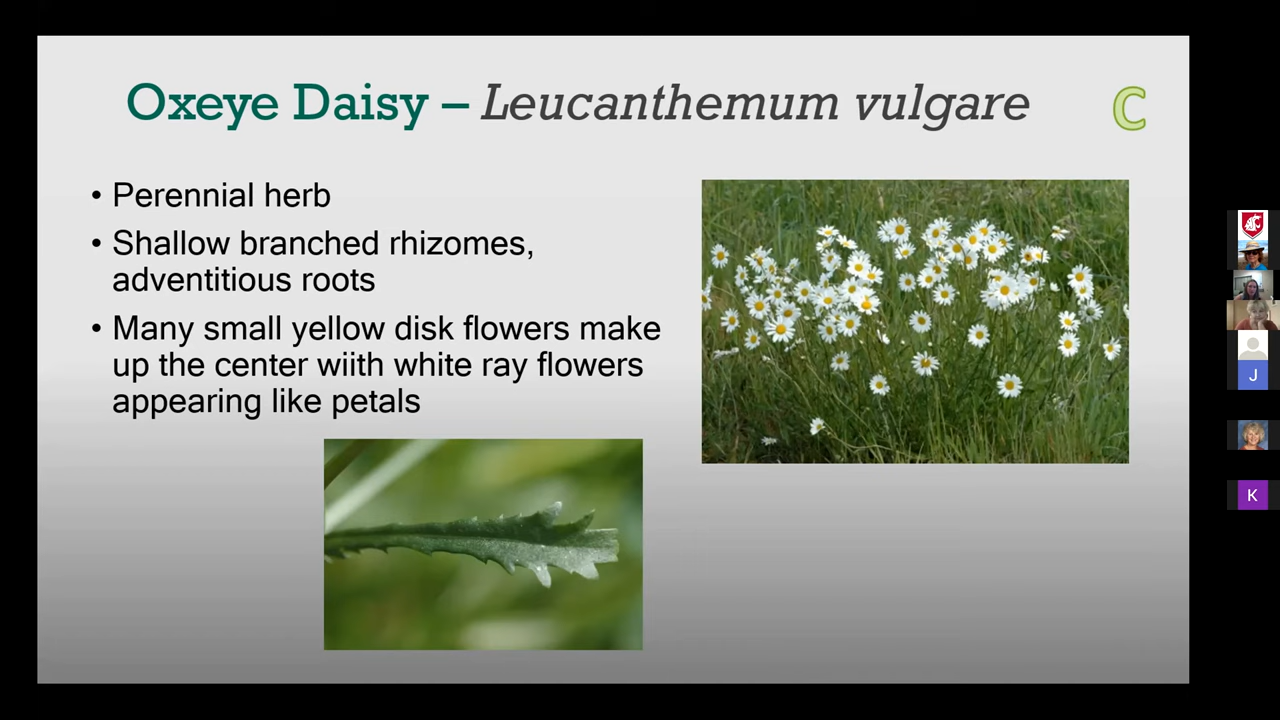 Oxeye Daisy – Leucanthemum vulgare
C
• Perennial herb
• Shallow branched rhizomes,
adventitious roots
• Many small yellow disk flowers make
up the center wiith white ray flowers
appearing like petals
J
K